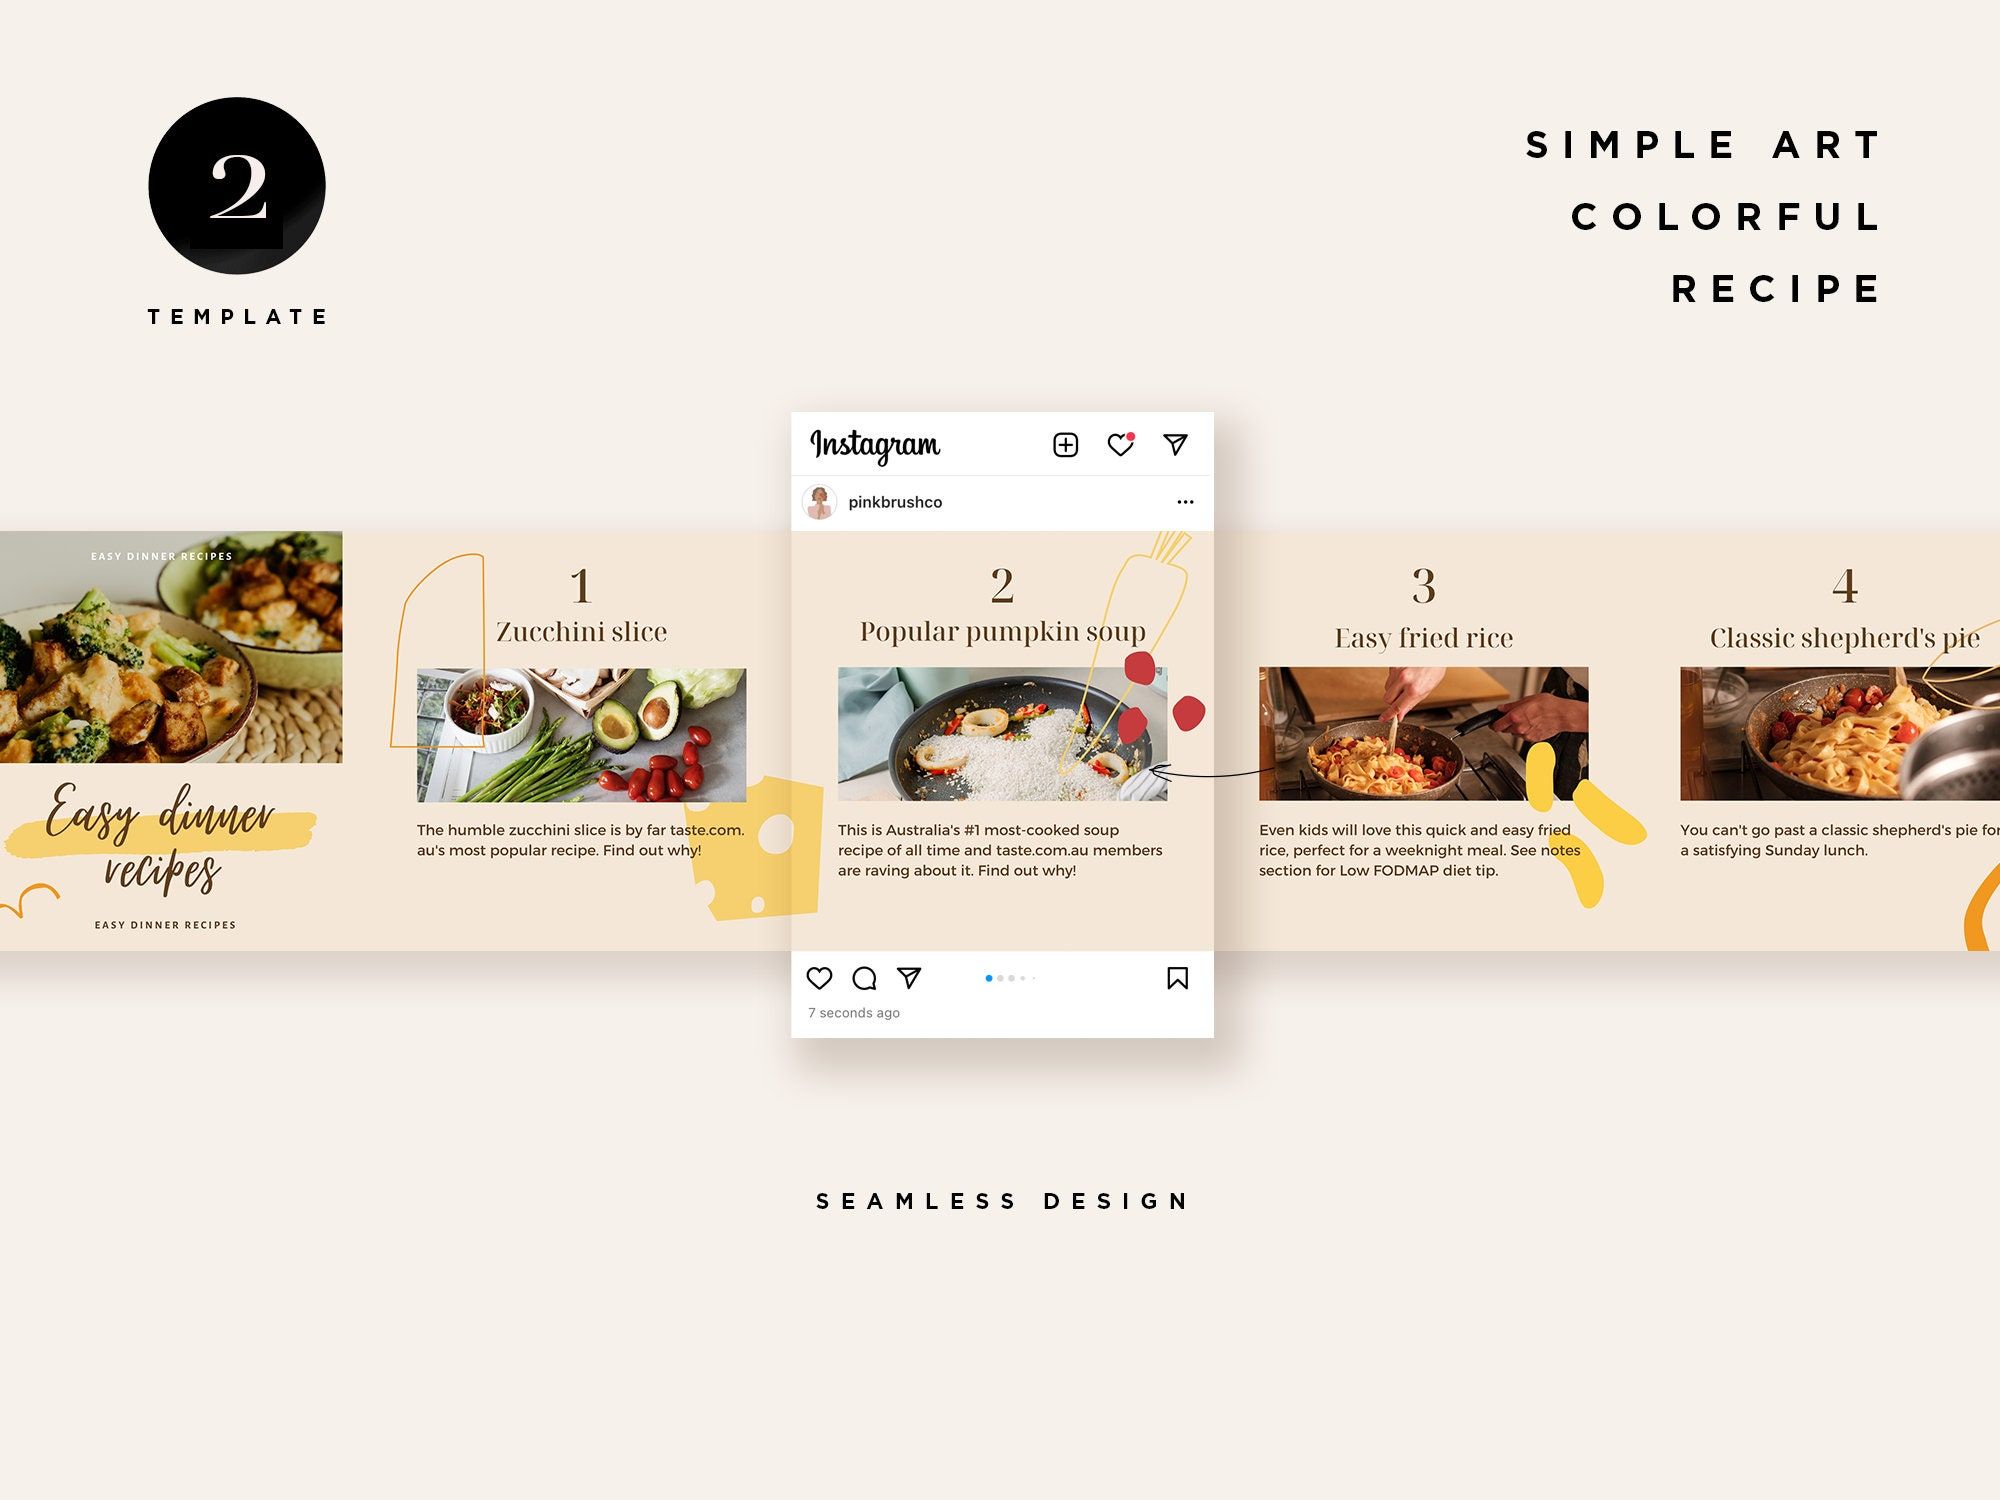 2
TEMPLATE
SIMPLE ART
COLORFUL
RECIPE
Instagram
pinkbrushco
EASY DINNER RECIPES
Easy dinner
recipes
EASY DINNER RECIPES
1
Zucchini slice
The humble zucchini slice is by far taste.com.
au's most popular recipe. Find out why!
2
Popular pumpkin soup
This is Australia's #1 most-cooked soup
recipe of all time and taste.com.au members
are raving about it. Find out why!
3
Easy fried rice
Even kids will love this quick and easy fried
rice, perfect for a weeknight meal. See notes
section for Low FODMAP diet tip.
4
Classic shepherd's pie
You can't go past a classic shepherd's pie for
a satisfying Sunday lunch.
7 seconds ago
SEAMLESS DESIGN